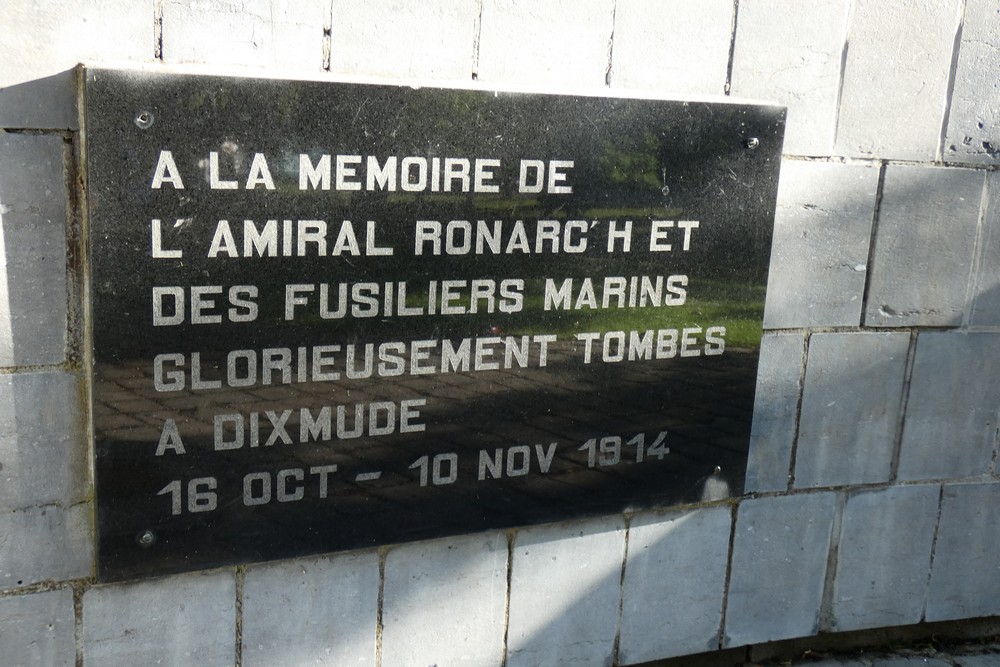 A LA MEMOIRE DE
L'AMIRAL RONARC'H ET
DES FUSILIERS MARINS
GLORIEUSEMENT TOMBÉS
A DIXMUDE
16 OCT - 10 NOV 1914